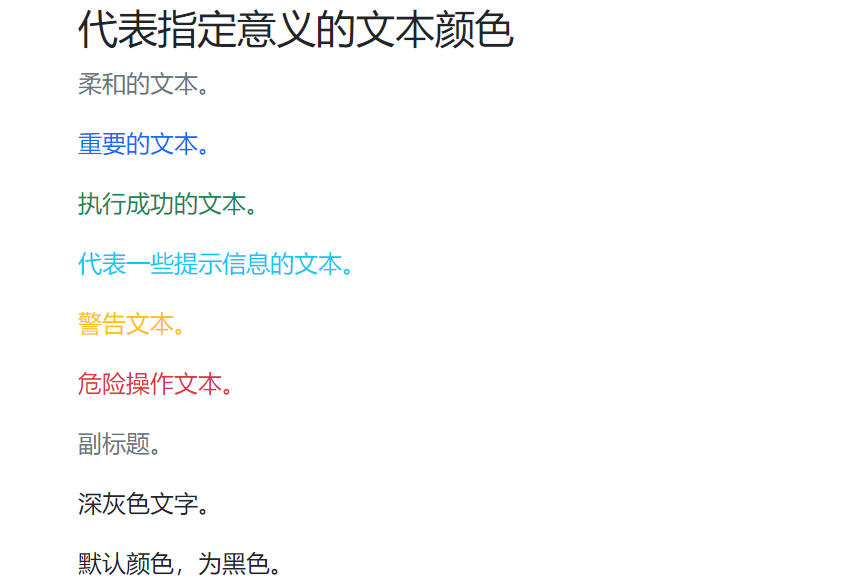 代表指定意义的文本颜色
柔和的文本。
重要的文本。
执行成功的文本。
代表一些提示信息的文本。
警告文本。
危险操作文本。
副标题。
深灰色文字。
默认颜色，为黑色。